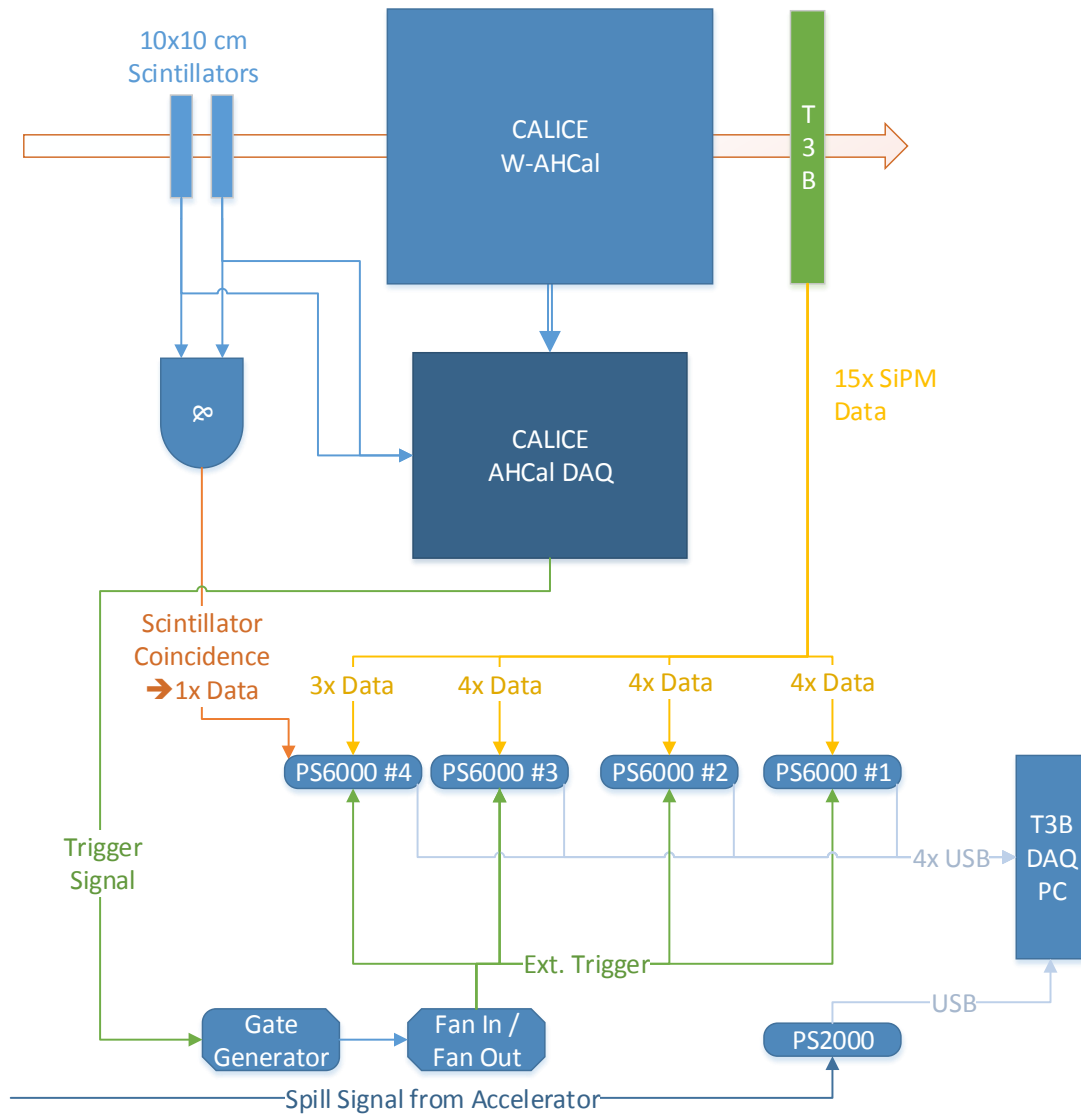 10x10 cm
Scintillators
CALICE
W-AHCal
T
3
B
&
CALICE
AHCal DAQ
15x SiPM
Data
Scintillator
Coincidence
➔1x Data
3x Data
4x Data
4x Data
4x Data
PS6000 #4
PS6000 #3
PS6000 #2
PS6000 #1
T3B
DAQ
PC
4x USB
Trigger
Signal
Ext. Trigger
USB
Gate
Generator
Fan In /
Fan Out
PS2000
Spill Signal from Accelerator